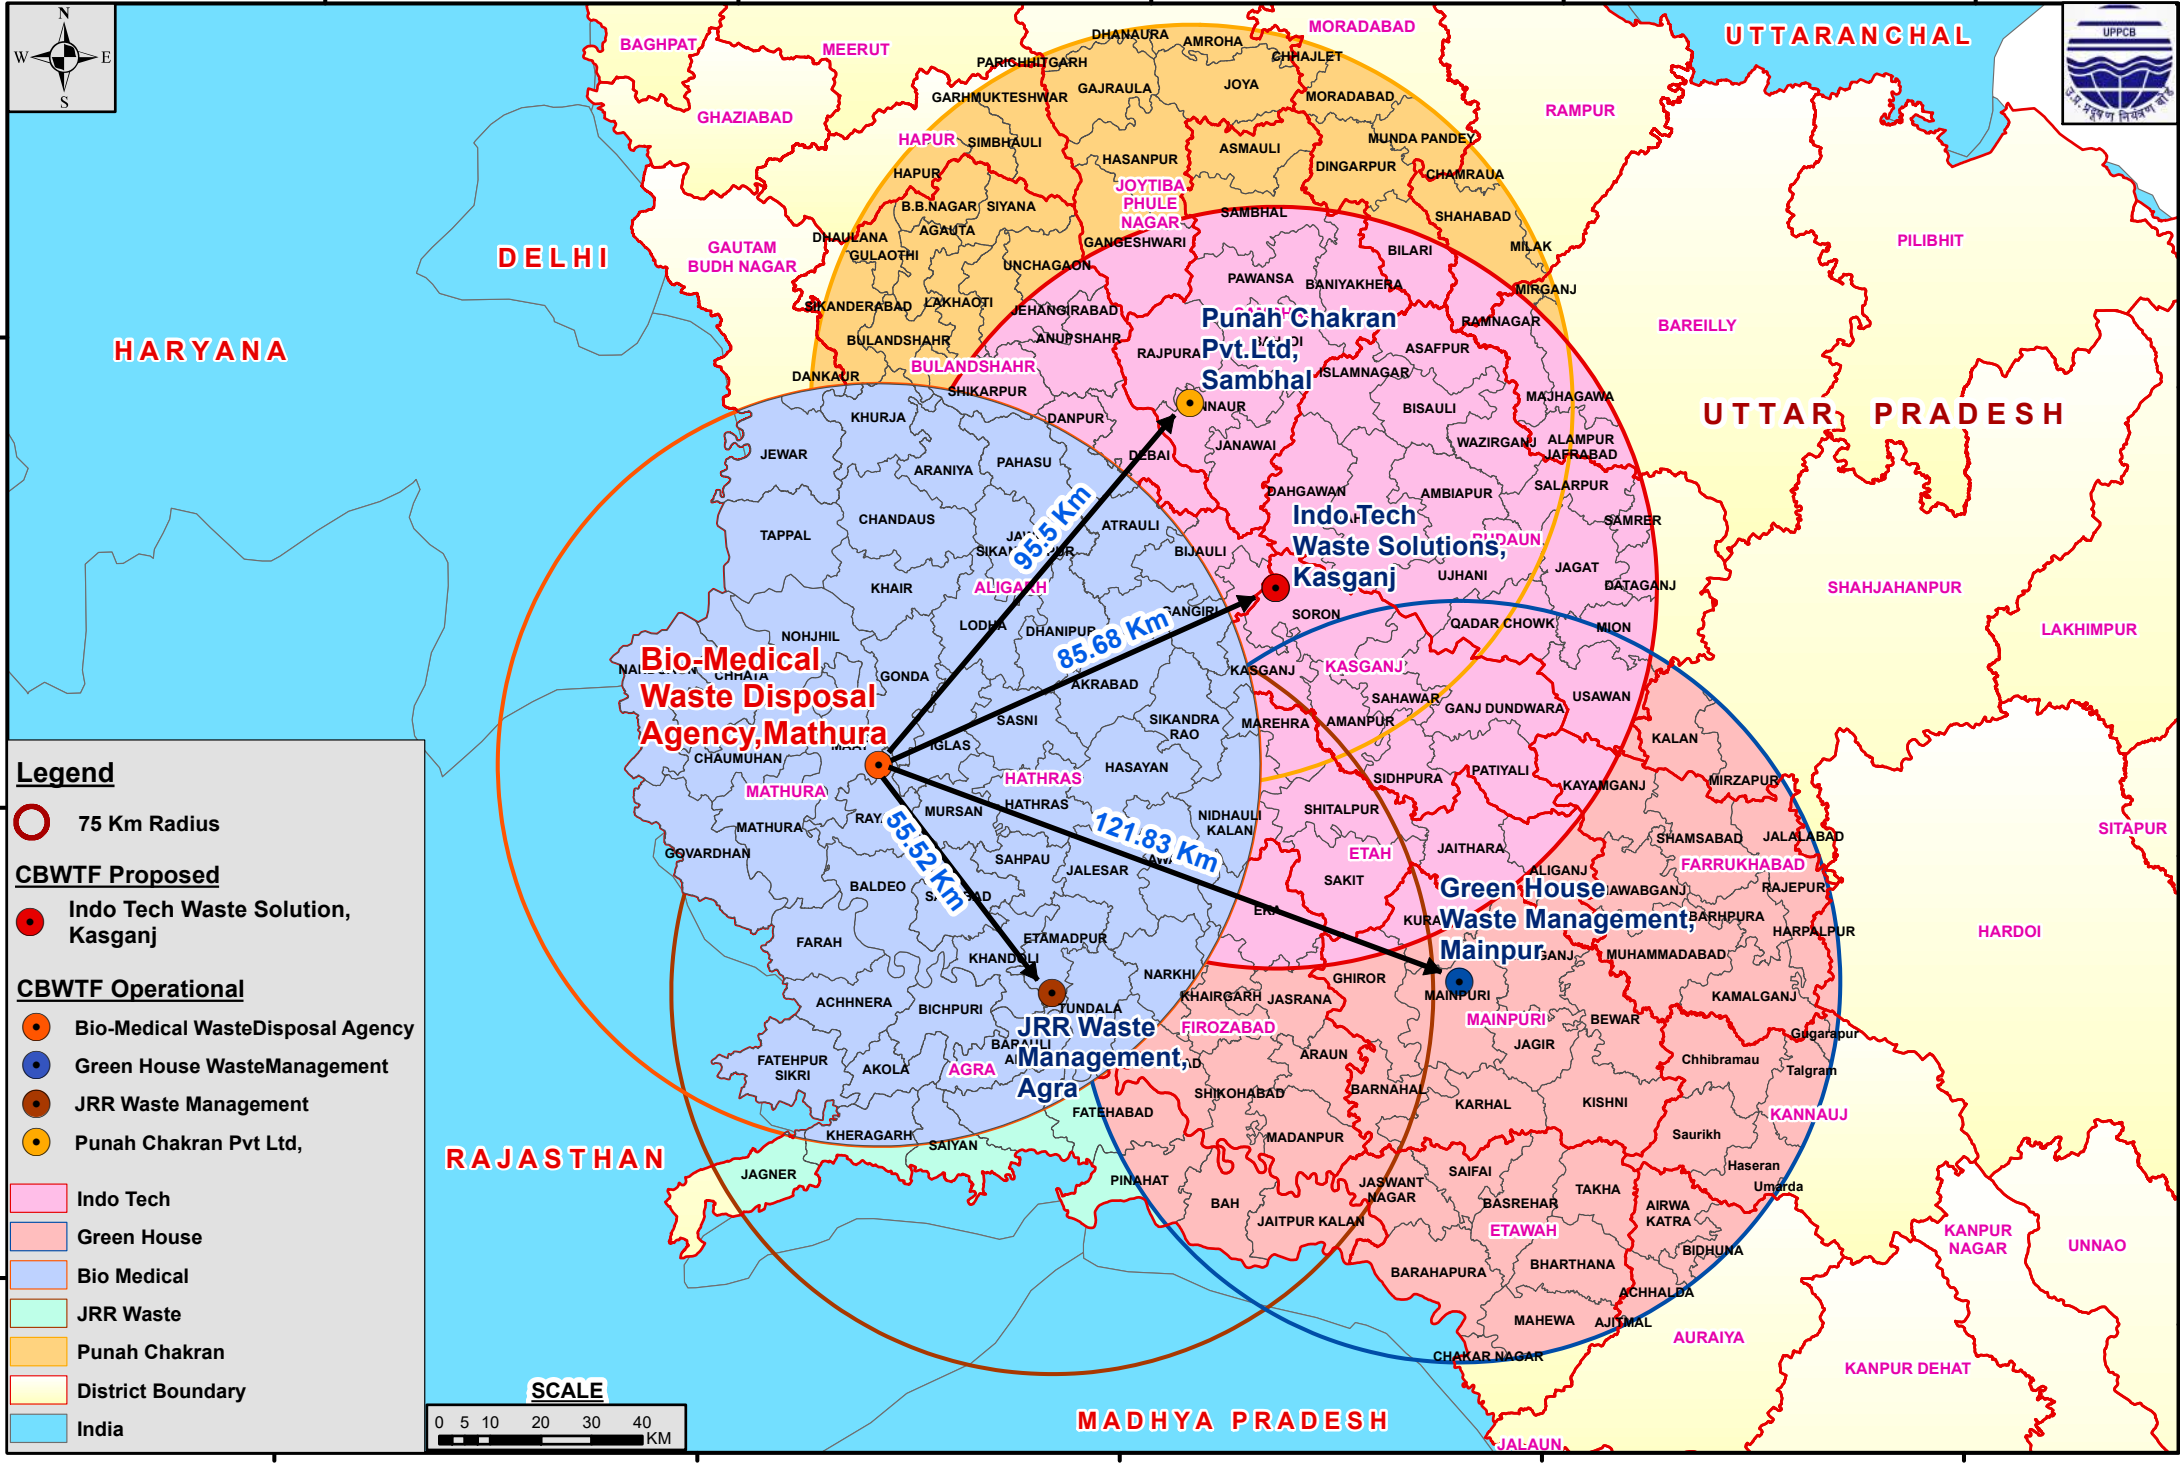 N
W
E
S
UPPCB
उ.प्र. प्रदूषण नियंत्रण बोर्ड
BAGHPAT
MEERUT
MORADABAD
UTTARANCHAL
DHANAURA
AMROHA
CHHAJLET
PARICHHITGARH
GARHMUKTESHWAR
GAJRAULA
JOYA
MORADABAD
GHAZIABAD
RAMPUR
HAPUR
SIMBHAULI
HASANPUR
ASMAULI
MUNDA PANDEY
DINGARPUR
HAPUR
CHAMRAUA
JOYTIBA
PHULE
NAGAR
B.B.NAGAR
SIYANA
SAMBHAL
SHAHABAD
DHAULANA
AGAUTA
GANGESHWARI
BILARI
MILAK
PILIBHIT
GAUTAM
BUDH NAGAR
DELHI
GULAOTHI
UNCHAGAON
PAWANSA
BANIYAKHERA
MIRGANJ
SIKANDERABAD
LAKHAOTI
JEHANGIRABAD
Punah Chakran
Pvt.Ltd,
Sambhal
RAMNAGAR
BAREILLY
HARYANA
BULANDSHAHR
ANUPSHAHR
RAJPURA
ASAFPUR
BULANDSHAHR
ISLAMNAGAR
DANKAUR
SHIKARPUR
MAJHAGAWA
KHURJA
DANPUR
NNAUR
BISAULI
UTTAR PRADESH
JEWAR
ARANIYA
PAHASU
DEBAI
JANAWAI
WAZIRGANJ
ALAMPUR
JAFRABAD
DAHGAWAN
AMBIAPUR
SALARPUR
TAPPAL
CHANDAUS
95.5 Km
ATRAULI
Indo Tech
Waste Solutions,
Kasganj
SAMRER
BIJAULI
BUDAUN
KHAIR
ALIGARH
UJHANI
JAGAT
DATAGANJ
SHAHJAHANPUR
LODHA
DHANIPUR
GANGIRI
SORON
QADAR CHOWK
MION
NOHJHIL
85.68 Km
LAKHIMPUR
Bio-Medical
Waste Disposal
Agency,Mathura
CHHATA
GONDA
AKRABAD
KASGANJ
KASGANJ
SAHAWAR
GANJ DUNDWARA
USAWAN
SASNI
SIKANDRA
RAO
MAREHRA
AMANPUR
KALAN
IGLAS
CHAUMUHAN
HATHRAS
HASAYAN
SIDHPURA
PATIYALI
KAYAMGANJ
MIRZAPUR
MATHURA
HATHRAS
MURSAN
NIDHAULI
KALAN
SHITALPUR
MATHURA
RAYA
55.52 Km
121.83 Km
SHAMSABAD
JALALABAD
SITAPUR
GOVARDHAN
SAHPAU
JALESAR
ETAH
JAITHARA
FARRUKHABAD
BALDEO
SAKIT
ALIGANJ
RAJEPUR
Green House
Waste Management,
Mainpur
BARHPURA
HARPALPUR
HARDOI
FARAH
ETAMADPUR
EKA
MUHAMMADABAD
KHANDOLI
NARKHI
GHIROR
MAINPURI
KAMALGANJ
ACHHNERA
BICHPURI
TUNDALA
KHAIRGARH
JASRANA
MAINPURI
BEWAR
Gugarapur
JRR Waste
Management,
Agra
FIROZABAD
JAGIR
FATEHPUR
SIKRI
AKOLA
AGRA
ARAUN
Chhibramau
Talgram
SHIKOHABAD
BARNAHAL
KARHAL
KISHNI
KANNAUJ
FATEHABAD
KHERAGARH
SAIYAN
MADANPUR
Saurikh
RAJASTHAN
JAGNER
PINAHAT
SAIFAI
Haseran
Umarda
BAH
JASWANT
NAGAR
BASREHAR
TAKHA
AIRWA
KATRA
JAITPUR KALAN
ETAWAH
KANPUR
NAGAR
UNNAO
BIDHUNA
BARAHAPURA
BHARTHANA
ACHHALDA
MAHEWA
AJITMAL
AURAIYA
CHAKAR NAGAR
KANPUR DEHAT
MADHYA PRADESH
JALAUN
Legend
75 Km Radius
CBWTF Proposed
Indo Tech Waste Solution,
Kasganj
CBWTF Operational
Bio-Medical WasteDisposal Agency
Green House WasteManagement
JRR Waste Management
Punah Chakran Pvt Ltd,
Indo Tech
Green House
Bio Medical
JRR Waste
Punah Chakran
District Boundary
India
SCALE
0 5 10 20 30 40
KM